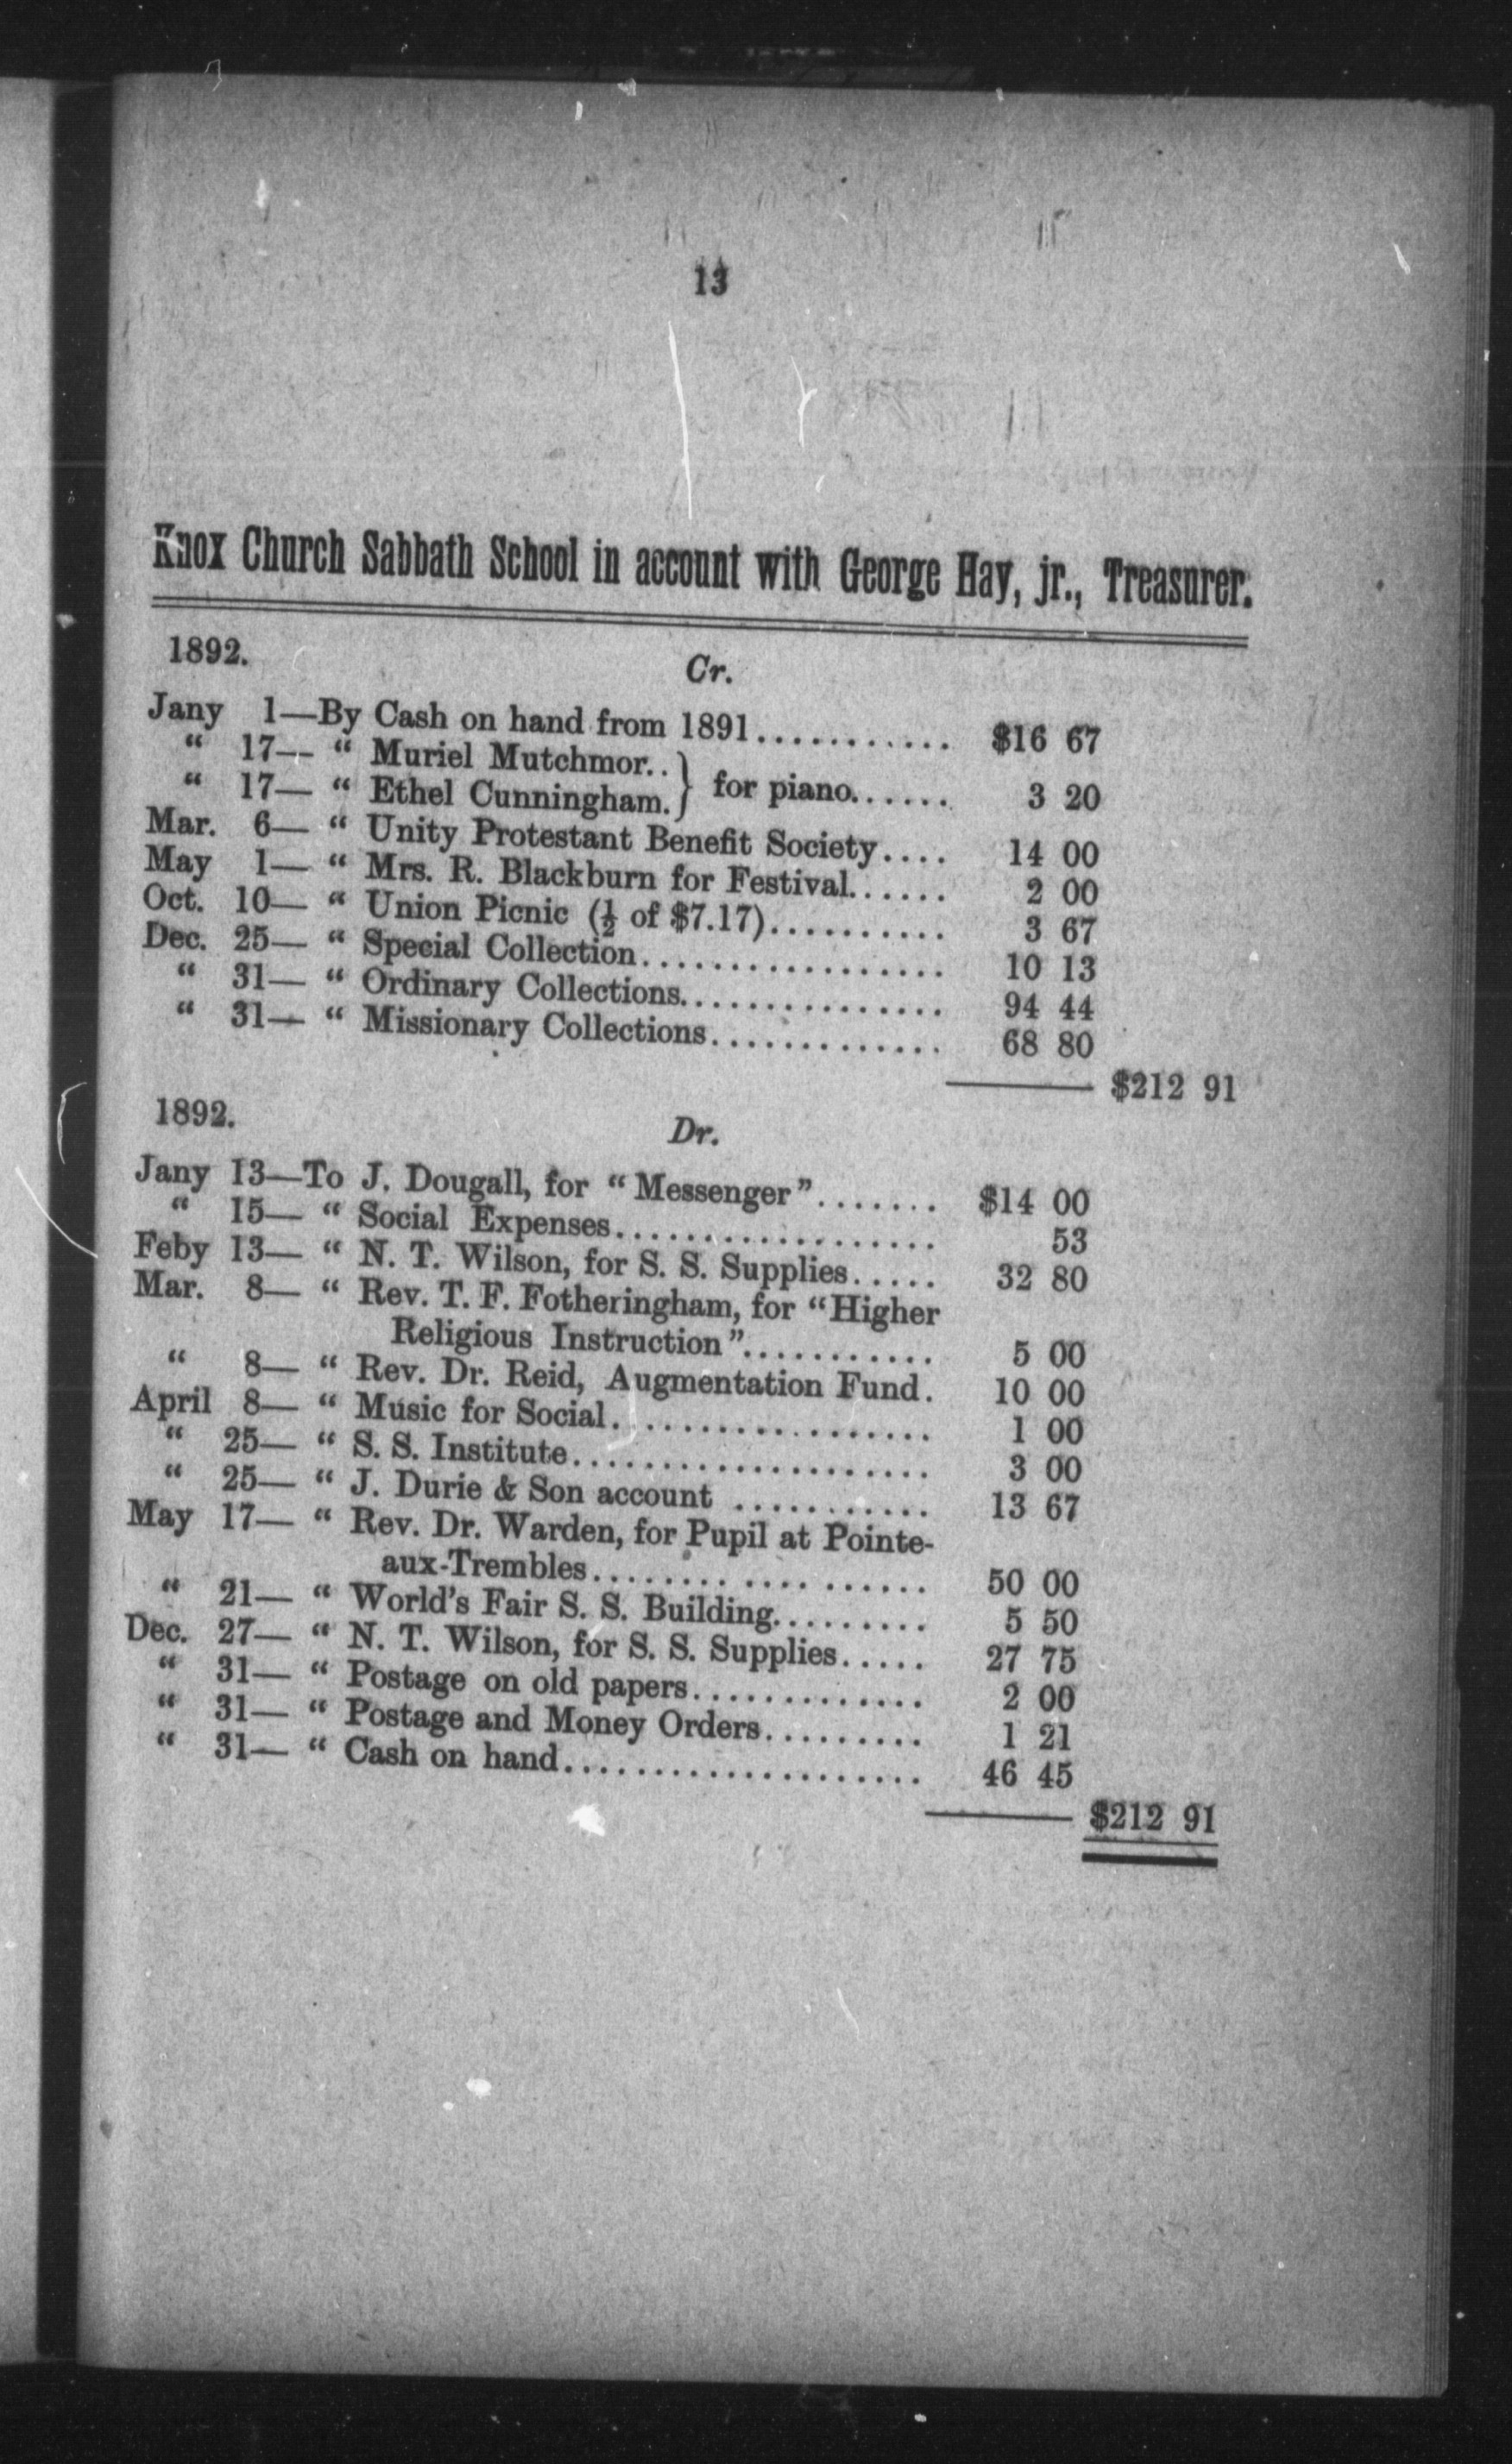 13
Knox Church Sabbath School in account with George Hay, jr., Treasurer.
1892.
Cr.
Jany 1—By Cash on hand from 1891........... $16 67
“ 17-- “ Muriel Mutchmor..
“ 17— “ Ethel Cunningham. } for piano...... 3 20
Mar. 6— “ Unity Protestant Benefit Society.... 14 00
May 1— “ Mrs. R. Blackburn for Festival...... 2 00
Oct. 10— “ Union Picnic (½ of $7.17).......... 3 67
Dec. 25— “ Special Collection................. 10 13
“ 31— “ Ordinary Collections............... 94 44
“ 31— “ Missionary Collections............. 68 80
$212 91
1892.
Dr.
Jany 13—To J. Dougall, for “Messenger”....... $14 00
“ 15— “ Social Expenses.................. 53
Feby 13— “ N. T. Wilson, for S. S. Supplies..... 32 80
Mar. 8— “ Rev. T. F. Fotheringham, for “Higher
Religious Instruction”........... 5 00
“ 8— “ Rev. Dr. Reid, Augmentation Fund. 10 00
April 8— “ Music for Social.................. 1 00
“ 25— “ S. S. Institute.................... 3 00
“ 25— “ J. Durie & Son account ........... 13 67
May 17— “ Rev. Dr. Warden, for Pupil at Pointe-
aux-Trembles........ .... ...... 50 00
“ 21— “ World's Fair S. S. Building......... 5 50
Dec. 27— “ N. T. Wilson, for S. S. Supplies..... 27 75
“ 31— “ Postage on old papers............. 2 00
“ 31— “ Postage and Money Orders......... 1 21
“ 31— “ Cash on hand.................... 46 45
$212 91